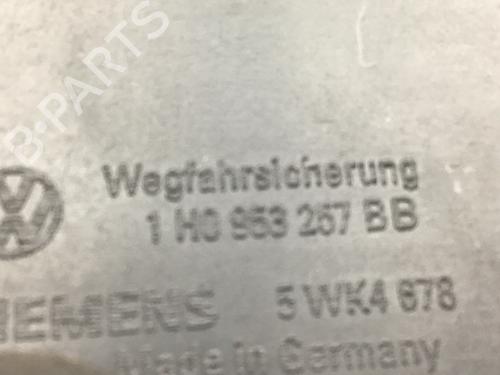 B-PARTS
Wegfahrsicherung
1 H0 953 257 BB
SIEMENS 5 WK4 678
Made in Germany